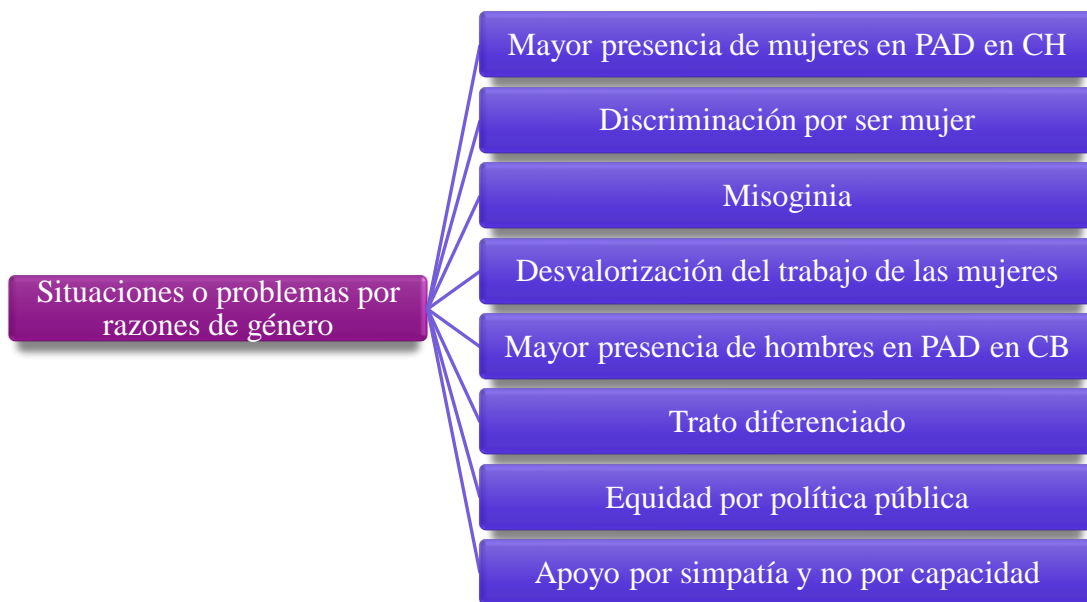 Mayor presencia de mujeres en PAD en CH
Discriminación por ser mujer
Misoginia
Desvalorización del trabajo de las mujeres
Situaciones o problemas por
razones de género
Mayor presencia de hombres en PAD en CB
Trato diferenciado
Equidad por política pública
Apoyo por simpatía y no por capacidad